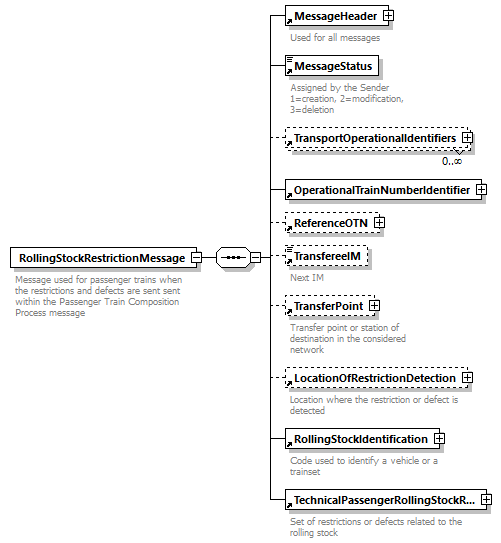 MessageHeader
Used for all messages
MessageStatus
Assigned by the Sender
1=creation, 2=modification,
3=deletion
TransportOperationalIdentifiers
0..∞
OperationalTrainNumberIdentifier
ReferenceOTN
TransfereeIM
Next IM
RollingStockRestrictionMessage
Message used for passenger trains when
the restrictions and defects are sent sent
within the Passenger Train Composition
Process message
TransferPoint
Transfer point or station of
destination in the considered
network
LocationOfRestrictionDetection
Location where the restriction or defect is
detected
RollingStockIdentification
Code used to identify a vehicle or a
trainset
TechnicalPassengerRollingStockR...
Set of restrictions or defects related to the
rolling stock